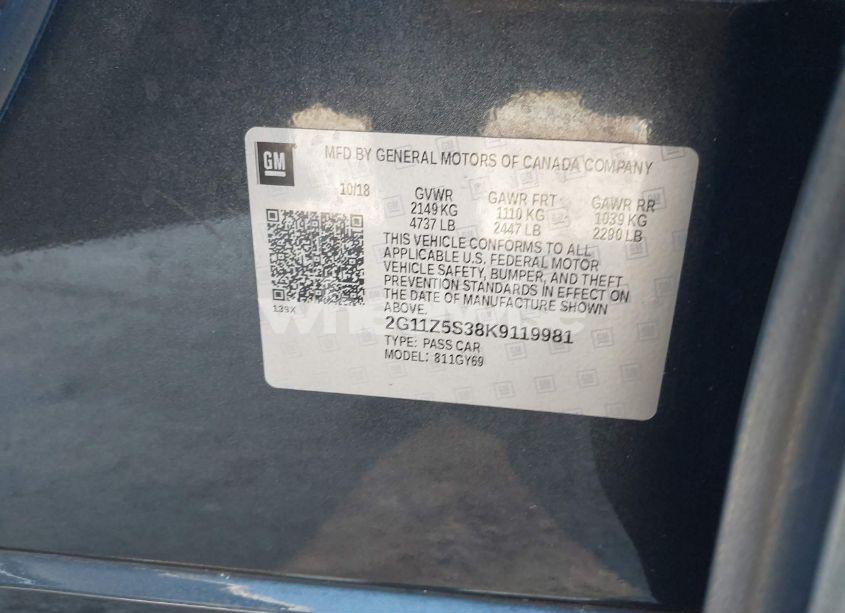 GM
MFD BY GENERAL MOTORS OF CANADA COMPANY
10/18
GVWR
2149 KG
4737 LB
GAWR FRT
1110 KG
2447 LB
GAWR RR
1039 KG
2290 LB
THIS VEHICLE CONFORMS TO ALL
APPLICABLE U.S. FEDERAL MOTOR
VEHICLE SAFETY, BUMPER, AND THEFT
PREVENTION STANDARDS IN EFFECT ON
THE DATE OF MANUFACTURE SHOWN
ABOVE.
139X
2G11Z5S38K9119981
TYPE: PASS CAR
MODEL: 811GY69